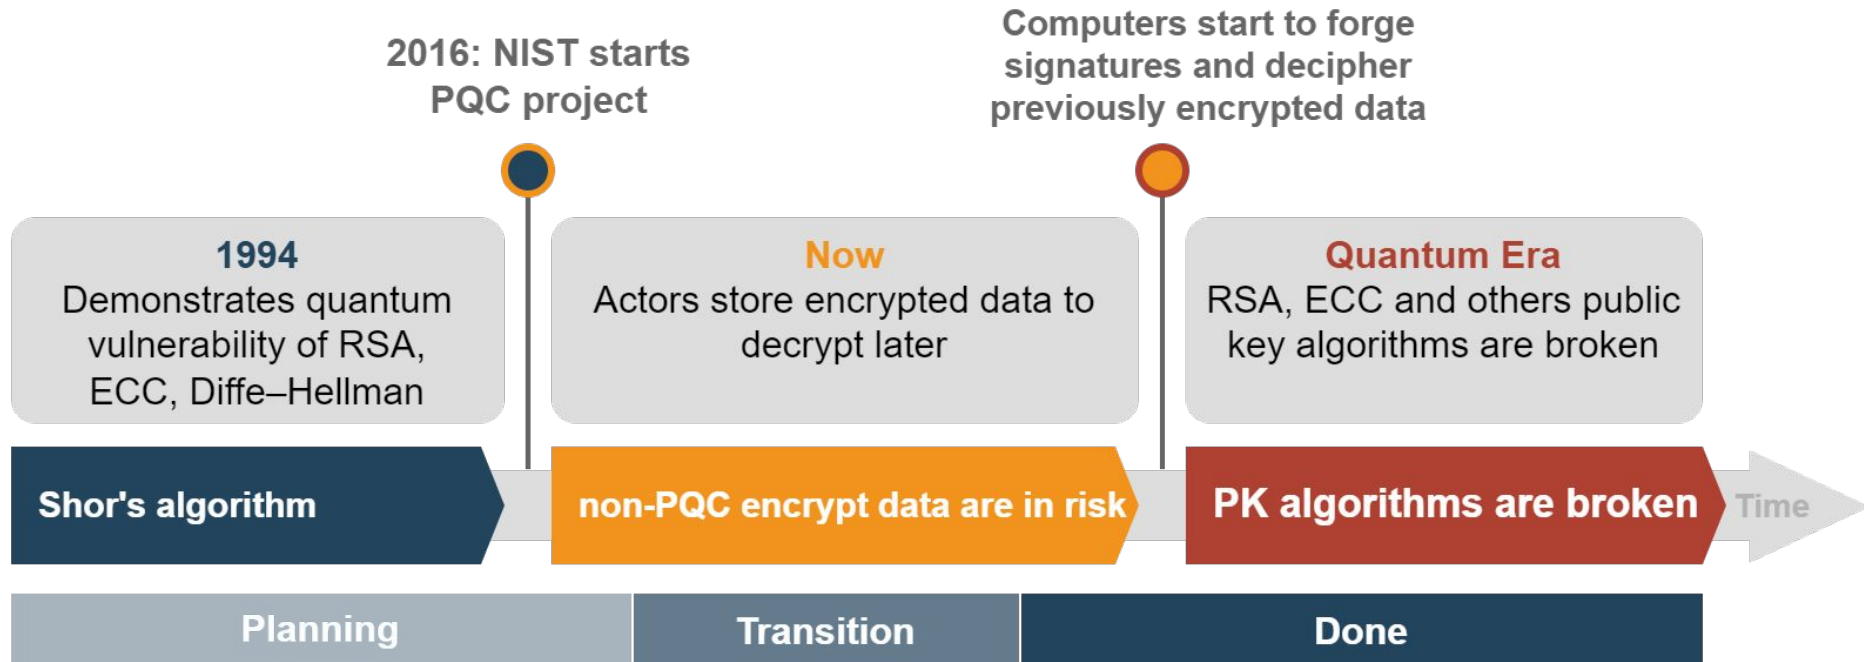 2016: NIST starts
PQC project
Computers start to forge
signatures and decipher
previously encrypted data
1994
Demonstrates quantum
vulnerability of RSA,
ECC, Diffe–Hellman
Now
Actors store encrypted data to
decrypt later
Quantum Era
RSA, ECC and others public
key algorithms are broken
Shor's algorithm
non-PQC encrypt data are in risk
PK algorithms are broken
Time
Planning
Transition
Done